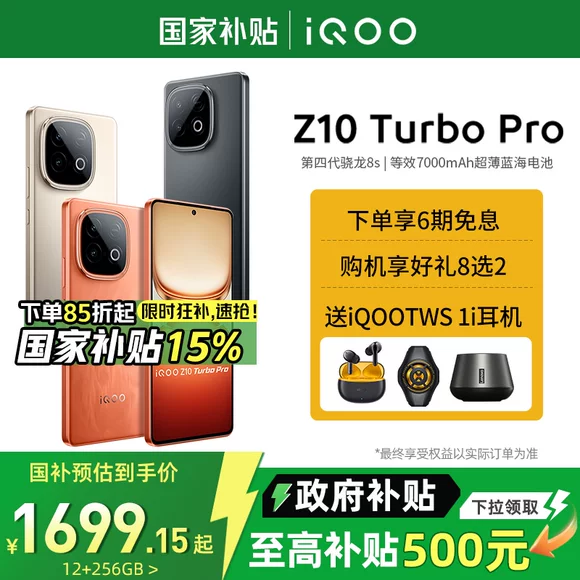 国家补贴 | iQOO
Z10 Turbo Pro
第四代骁龙8s | 等效7000mAh超薄蓝海电池
下单享6期免息
购机享好礼8选2
送iQOOTWS 1i耳机
下单85折起 限时狂补,速抢!
国家补贴15%
iQOO
iQOO Z10 Turbo Pro
Lenovo
*最终享受权益以实际订单为准
国补预估到手价
¥1699.15起
12+256GB >
政府补贴 下拉领取
至高补贴500元